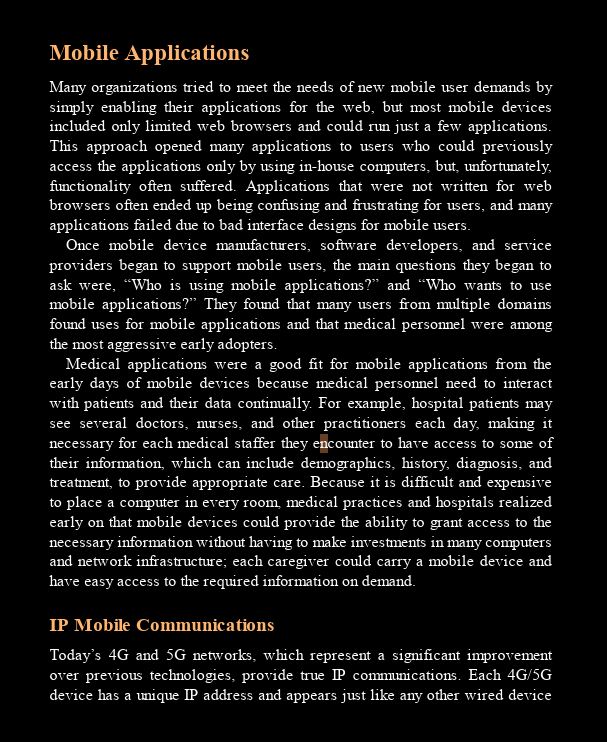 Mobile Applications
Many organizations tried to meet the needs of new mobile user demands by
simply enabling their applications for the web, but most mobile devices
included only limited web browsers and could run just a few applications.
This approach opened many applications to users who could previously
access the applications only by using in-house computers, but, unfortunately,
functionality often suffered. Applications that were not written for web
browsers often ended up being confusing and frustrating for users, and many
applications failed due to bad interface designs for mobile users.
Once mobile device manufacturers, software developers, and service
providers began to support mobile users, the main questions they began to
ask were, “Who is using mobile applications?” and “Who wants to use
mobile applications?” They found that many users from multiple domains
found uses for mobile applications and that medical personnel were among
the most aggressive early adopters.
Medical applications were a good fit for mobile applications from the
early days of mobile devices because medical personnel need to interact
with patients and their data continually. For example, hospital patients may
see several doctors, nurses, and other practitioners each day, making it
necessary for each medical staffer they encounter to have access to some of
their information, which can include demographics, history, diagnosis, and
treatment, to provide appropriate care. Because it is difficult and expensive
to place a computer in every room, medical practices and hospitals realized
early on that mobile devices could provide the ability to grant access to the
necessary information without having to make investments in many computers
and network infrastructure; each caregiver could carry a mobile device and
have easy access to the required information on demand.
IP Mobile Communications
Today’s 4G and 5G networks, which represent a significant improvement
over previous technologies, provide true IP communications. Each 4G/5G
device has a unique IP address and appears just like any other wired device